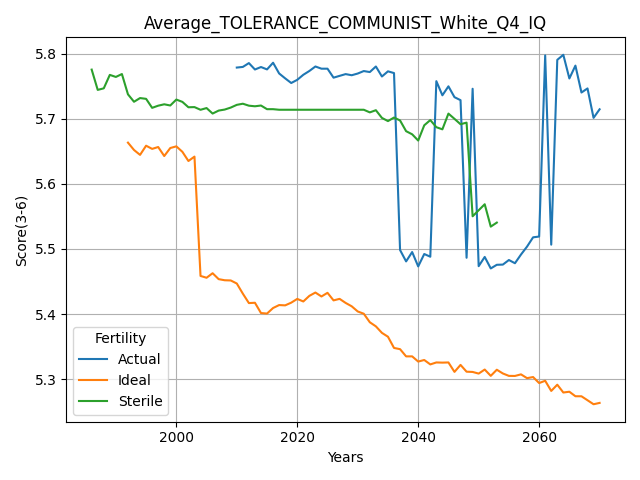 Average_TOLERANCE_COMMUNIST_White_Q4_IQ
5.8
5.7
5.6
5.5
5.4
5.3
Score(3-6)
Fertility
Actual
Ideal
Sterile
2000
2020
2040
2060
Years